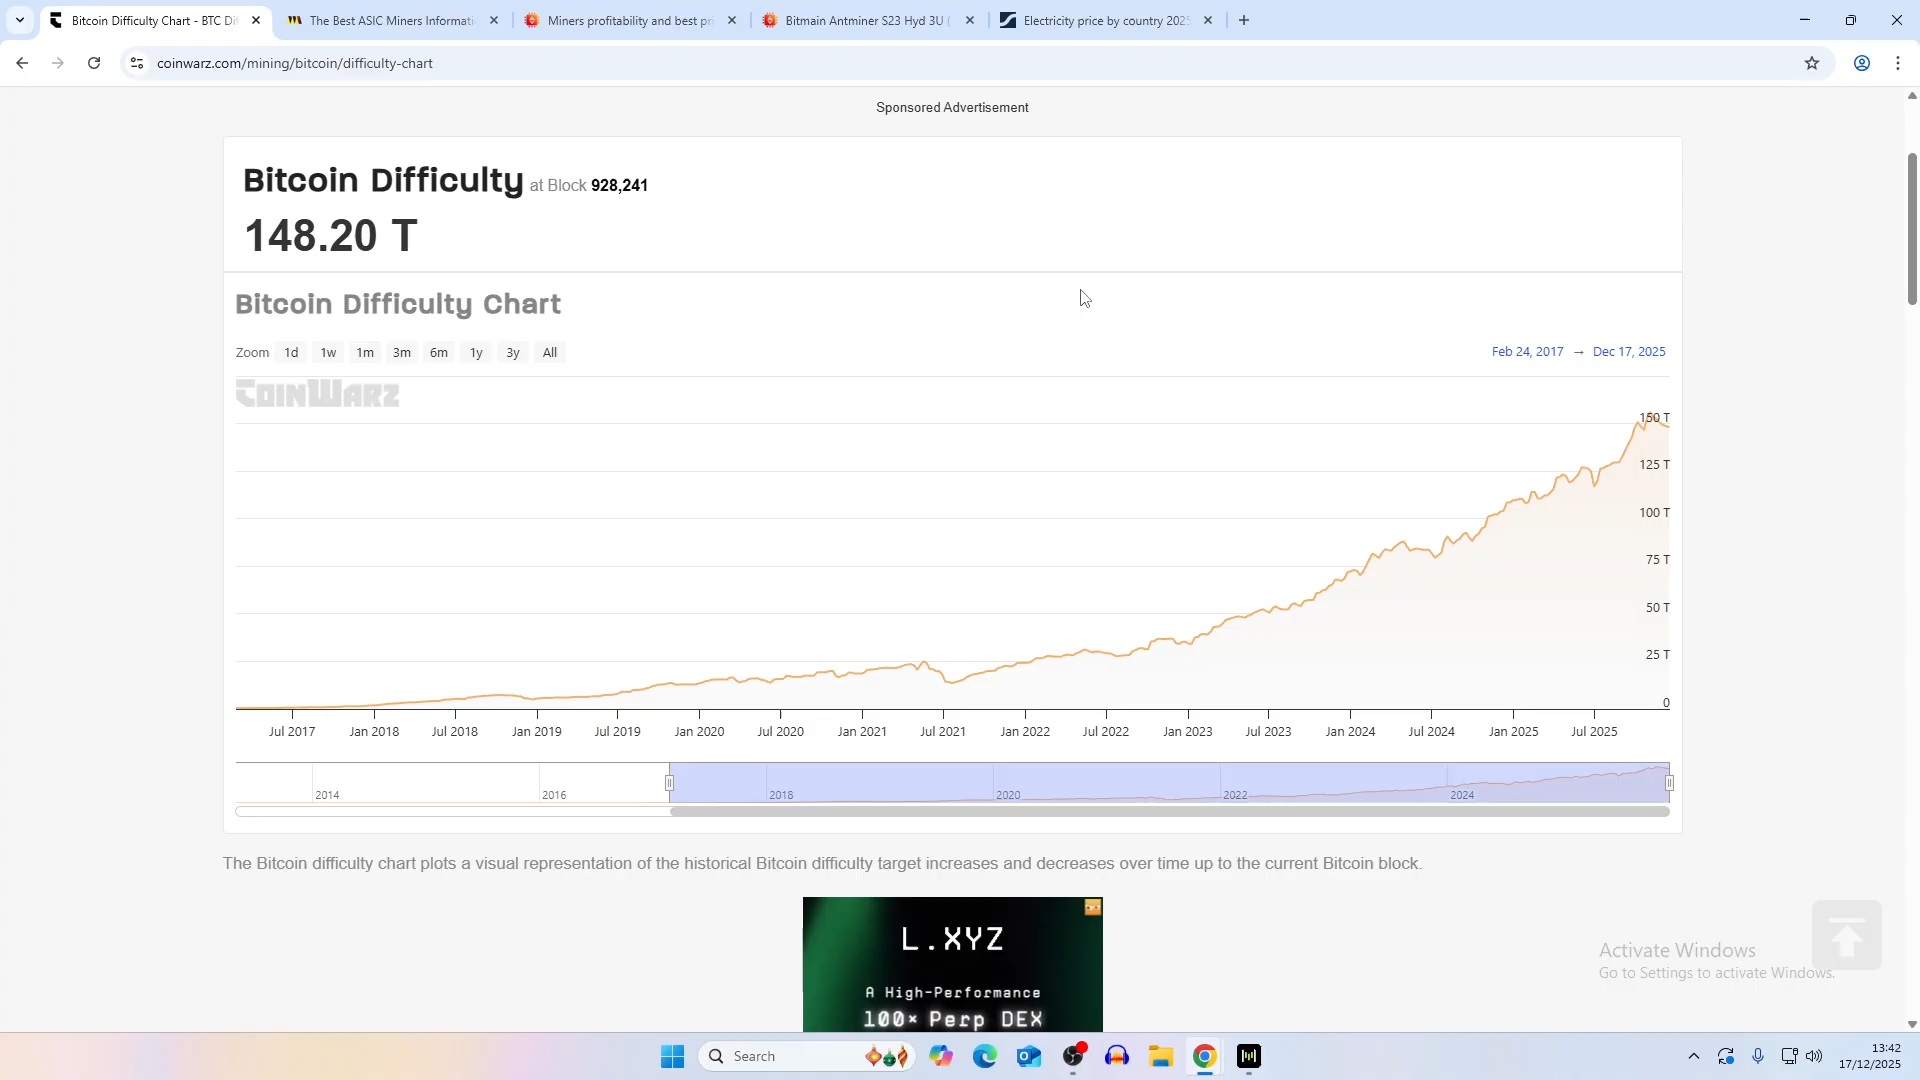 Bitcoin Difficulty Chart - BTC Di
The Best ASIC Miners Informati
Miners profitability and best pr
Bitmain Antminer S23 Hyd 3U (
Electricity price by country 2025
coinwarz.com/mining/bitcoin/difficulty-chart
Sponsored Advertisement
Bitcoin Difficulty at Block 928,241
148.20 T
Bitcoin Difficulty Chart
Zoom 1d 1w 1m 3m 6m 1y 3y All
Feb 24, 2017 → Dec 17, 2025
CoinWarz
150 T
125 T
100 T
75 T
50 T
25 T
0
Jul 2017 Jan 2018 Jul 2018 Jan 2019 Jul 2019 Jan 2020 Jul 2020 Jan 2021 Jul 2021 Jan 2022 Jul 2022 Jan 2023 Jul 2023 Jan 2024 Jul 2024 Jan 2025 Jul 2025
2014 2016 2018 2020 2022 2024
The Bitcoin difficulty chart plots a visual representation of the historical Bitcoin difficulty target increases and decreases over time up to the current Bitcoin block.
L.XYZ
A High-Performance
100× Perp DEX
Activate Windows
Go to Settings to activate Windows.
Search
13:42
17/12/2025